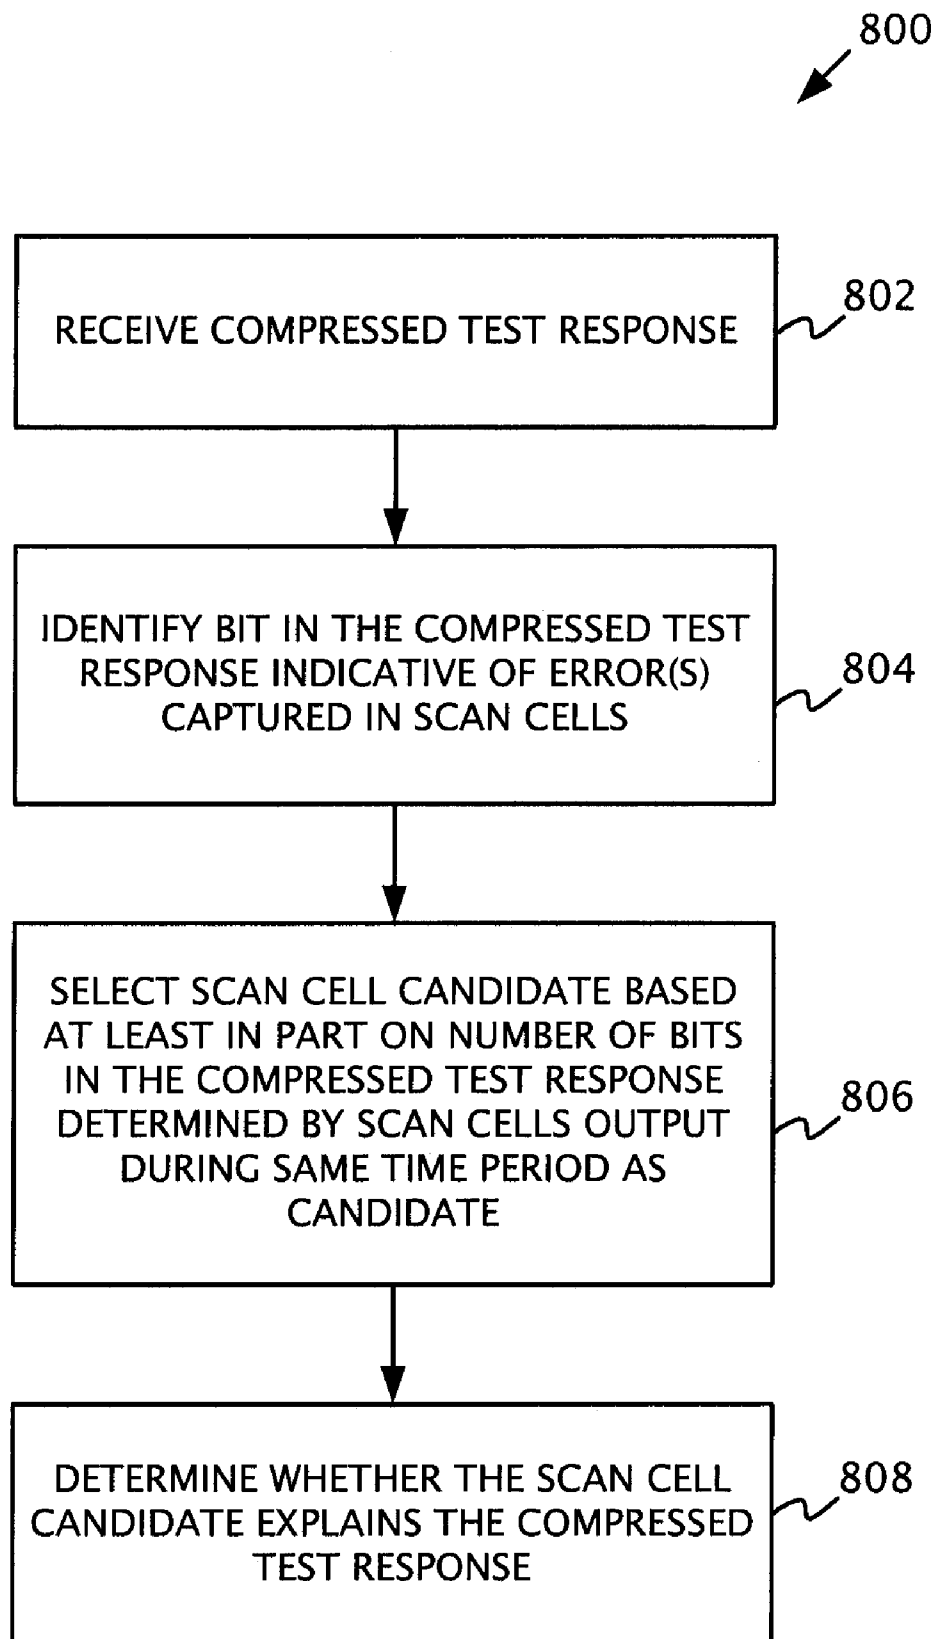 800
RECEIVE COMPRESSED TEST RESPONSE
802
IDENTIFY BIT IN THE COMPRESSED TEST
RESPONSE INDICATIVE OF ERROR(S)
CAPTURED IN SCAN CELLS
804
SELECT SCAN CELL CANDIDATE BASED
AT LEAST IN PART ON NUMBER OF BITS
IN THE COMPRESSED TEST RESPONSE
DETERMINED BY SCAN CELLS OUTPUT
DURING SAME TIME PERIOD AS
CANDIDATE
806
DETERMINE WHETHER THE SCAN CELL
CANDIDATE EXPLAINS THE COMPRESSED
TEST RESPONSE
808